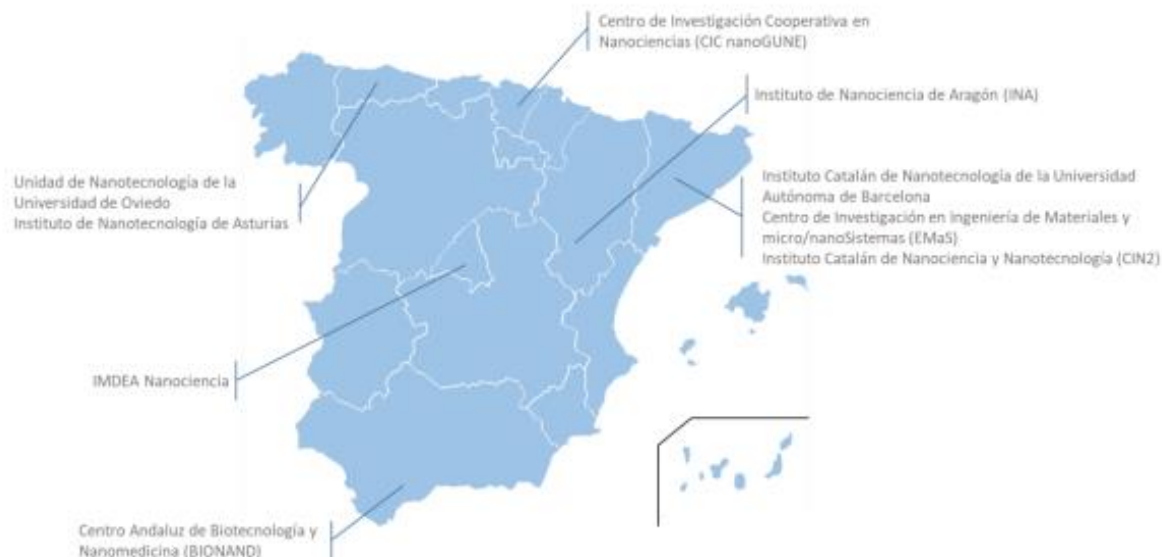 Centro de Investigación Cooperativa en
Nanociencias (CIC nanoGUNE)
Instituto de Nanociencia de Aragón (INA)
Unidad de Nanotecnología de la
Universidad de Oviedo
Instituto de Nanotecnología de Asturias
Instituto Catalán de Nanotecnología de la Universidad
Autónoma de Barcelona
Centro de Investigación en Ingeniería de Materiales y
micro/nanoSistemas (EMaS)
Instituto Catalán de Nanociencia y Nanotecnología (CIN2)
IMDEA Nanociencia
Centro Andaluz de Biotecnología y
Nanomedicina (BIONAND)